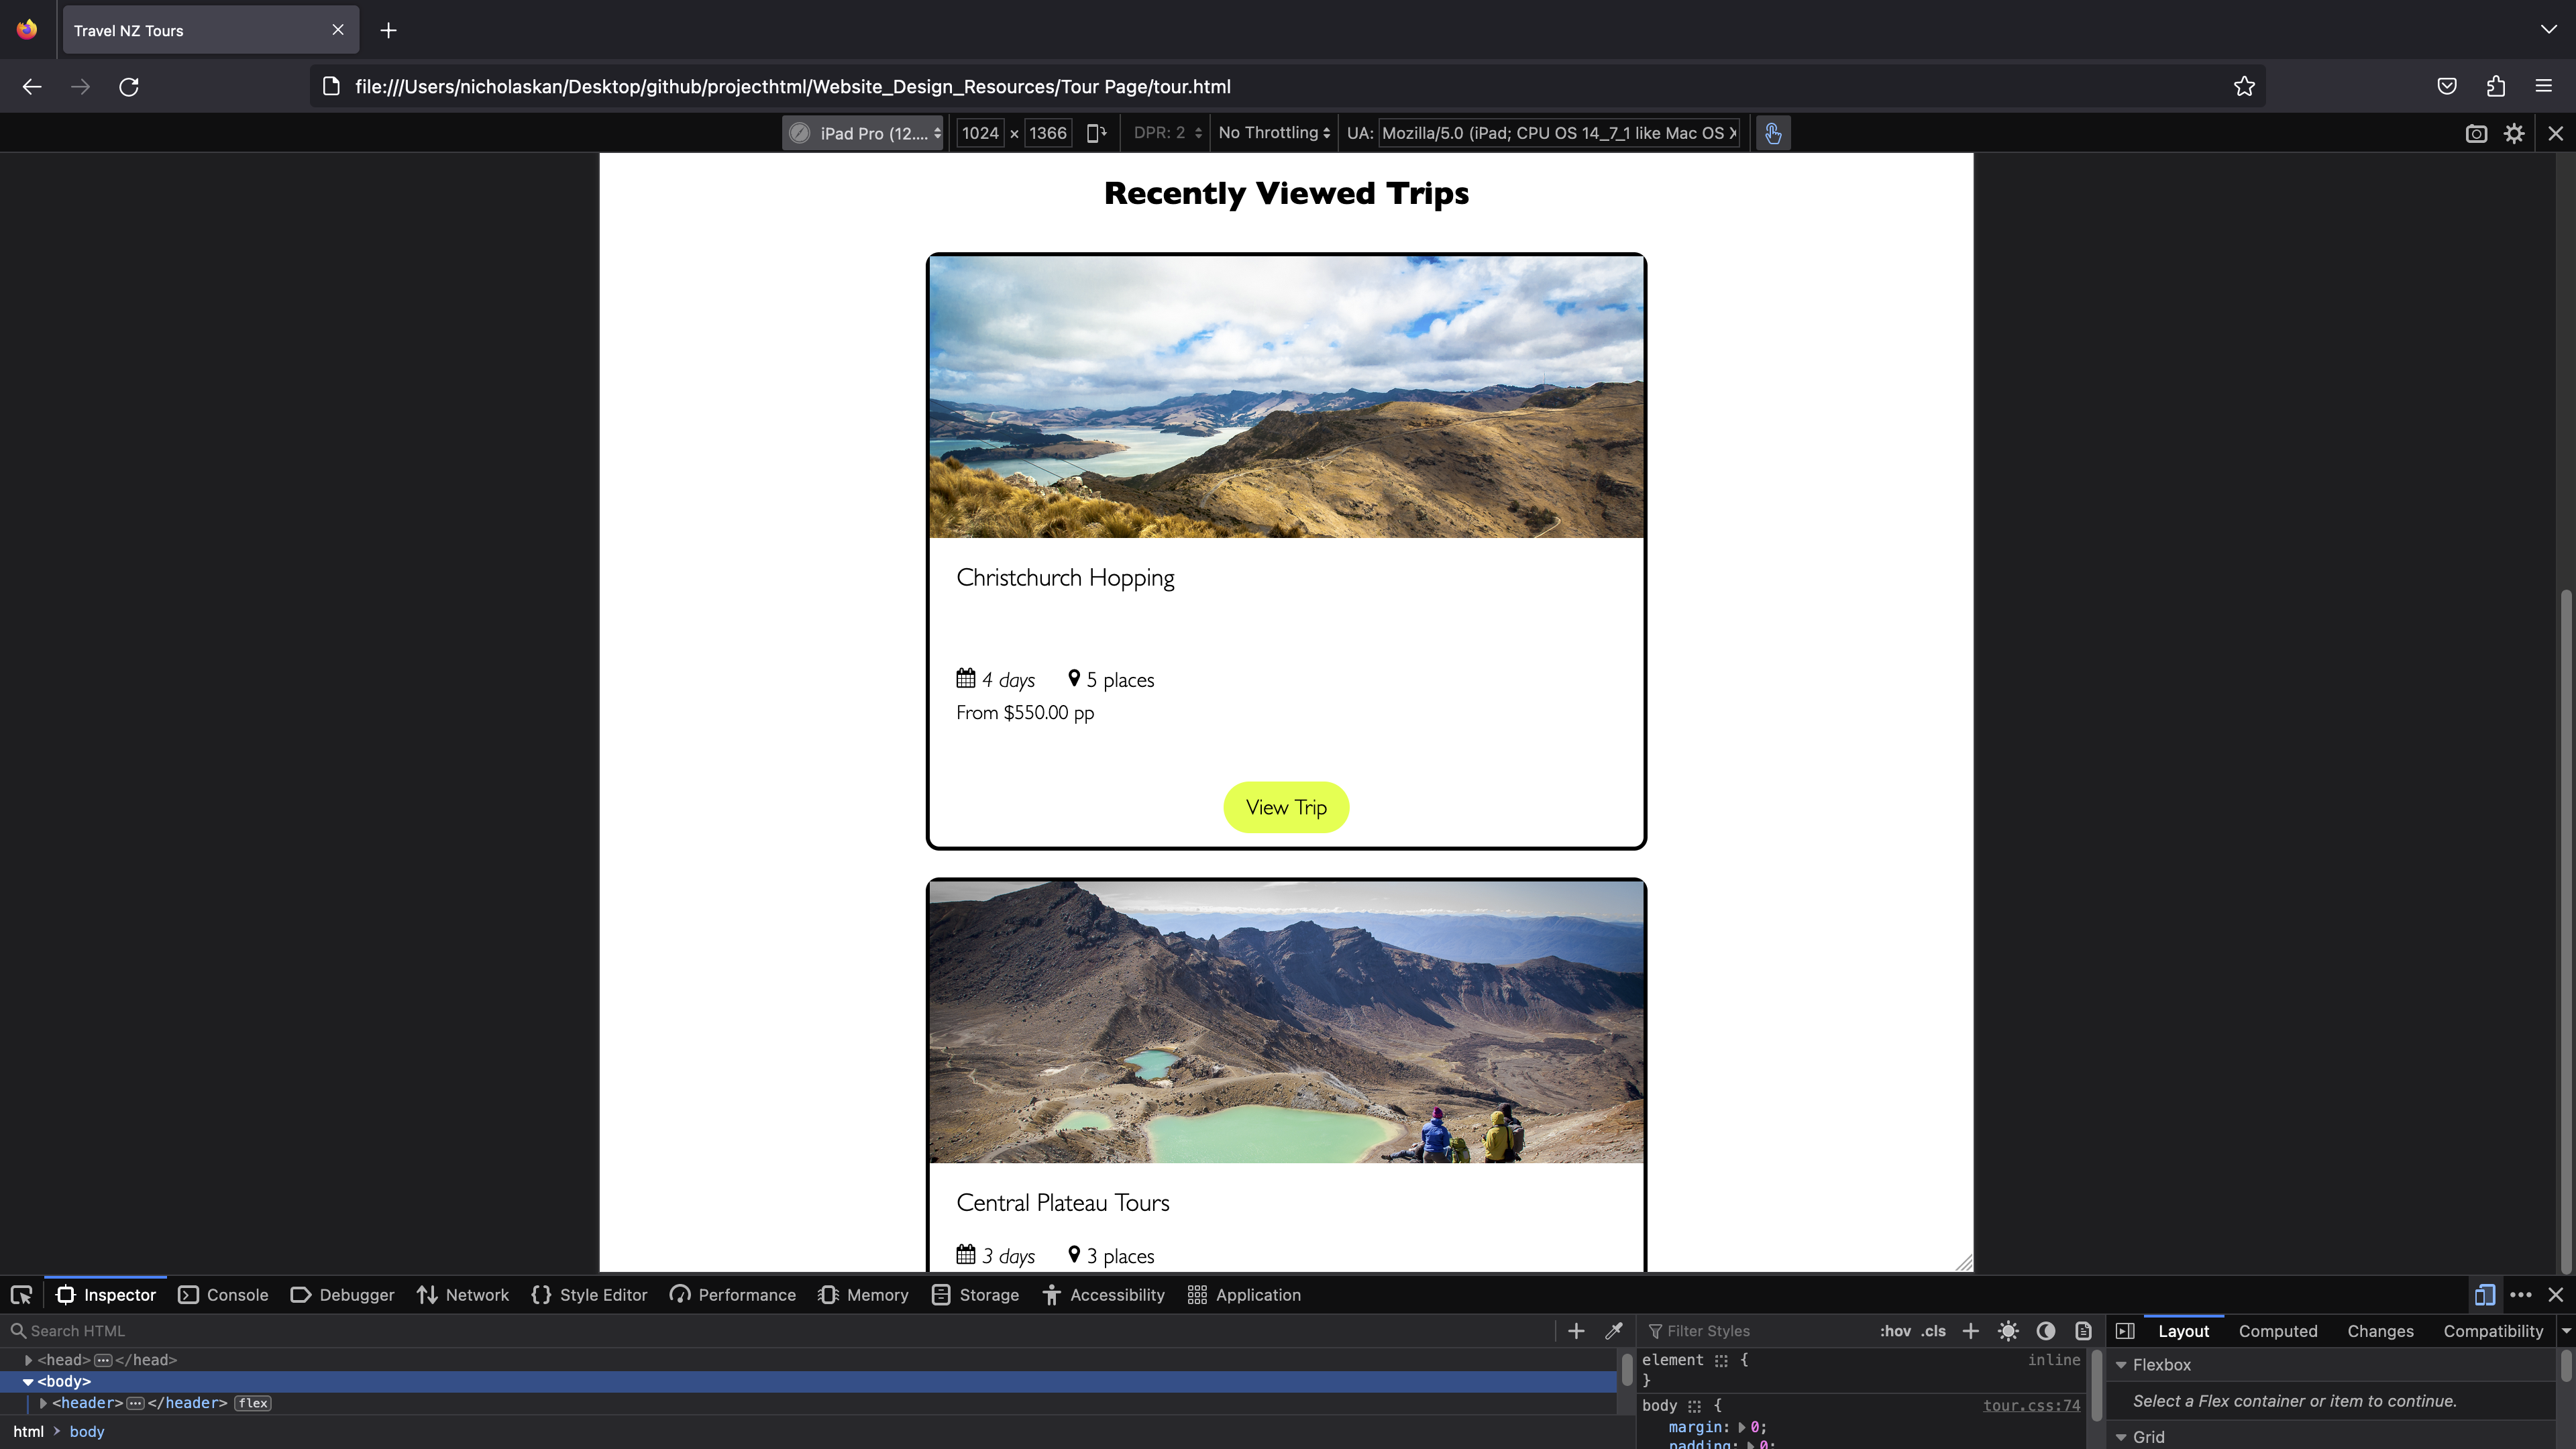 Travel NZ Tours
file:///Users/nicholaskan/Desktop/github/projecthtml/Website_Design_Resources/Tour Page/tour.html
iPad Pro (12.... 1024 × 1366 DPR: 2 No Throttling UA: Mozilla/5.0 (iPad; CPU OS 14_7_1 like Mac OS X
Recently Viewed Trips
Christchurch Hopping
4 days 5 places
From $550.00 pp
View Trip
Central Plateau Tours
3 days 3 places
Inspector Console Debugger Network Style Editor Performance Memory Storage Accessibility Application
Search HTML
<head></head>
<body>
<header></header> flex
html > body
Filter Styles :hov .cls
element { inline
}
body { tour.css:74
margin: 0;
padding: 0;
Layout Computed Changes Compatibility
Flexbox
Select a Flex container or item to continue.
Grid